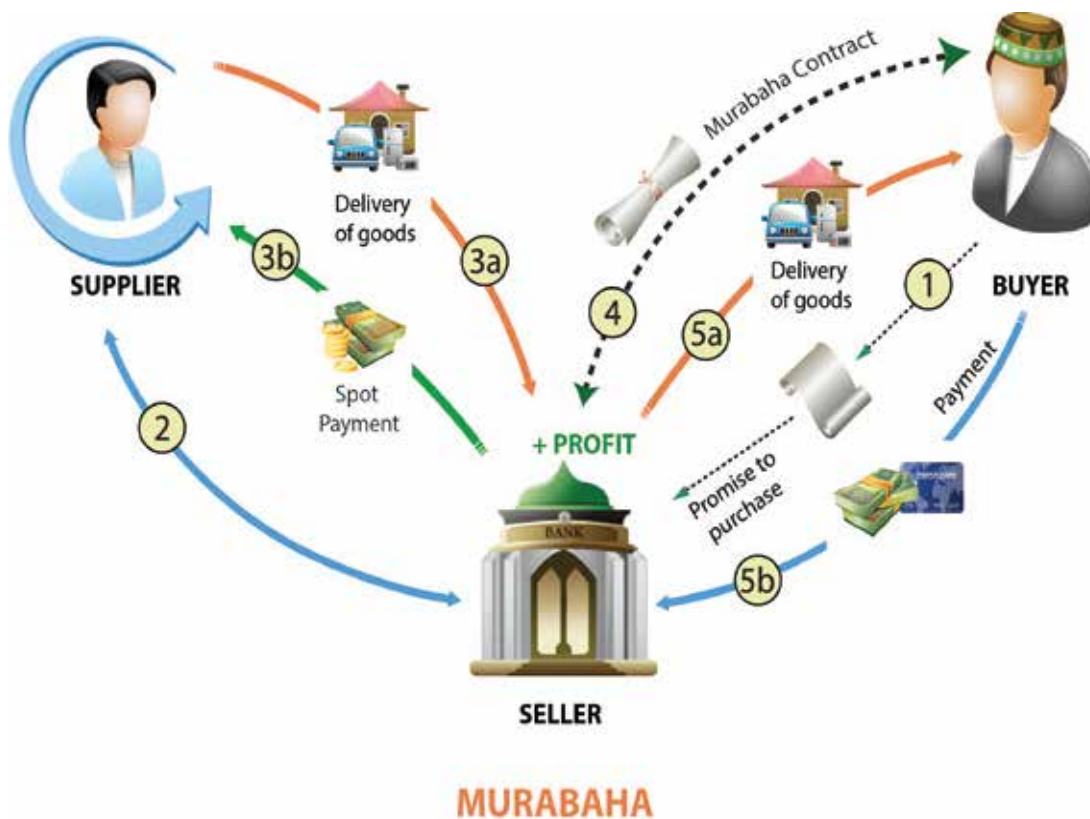 Murabaha Contract
Delivery
of goods
3b
3a
SUPPLIER
4
5a
Delivery
of goods
1
BUYER
Spot
Payment
2
+ PROFIT
Promise to
purchase
Payment
BANK
5b
SELLER
MURABAHA